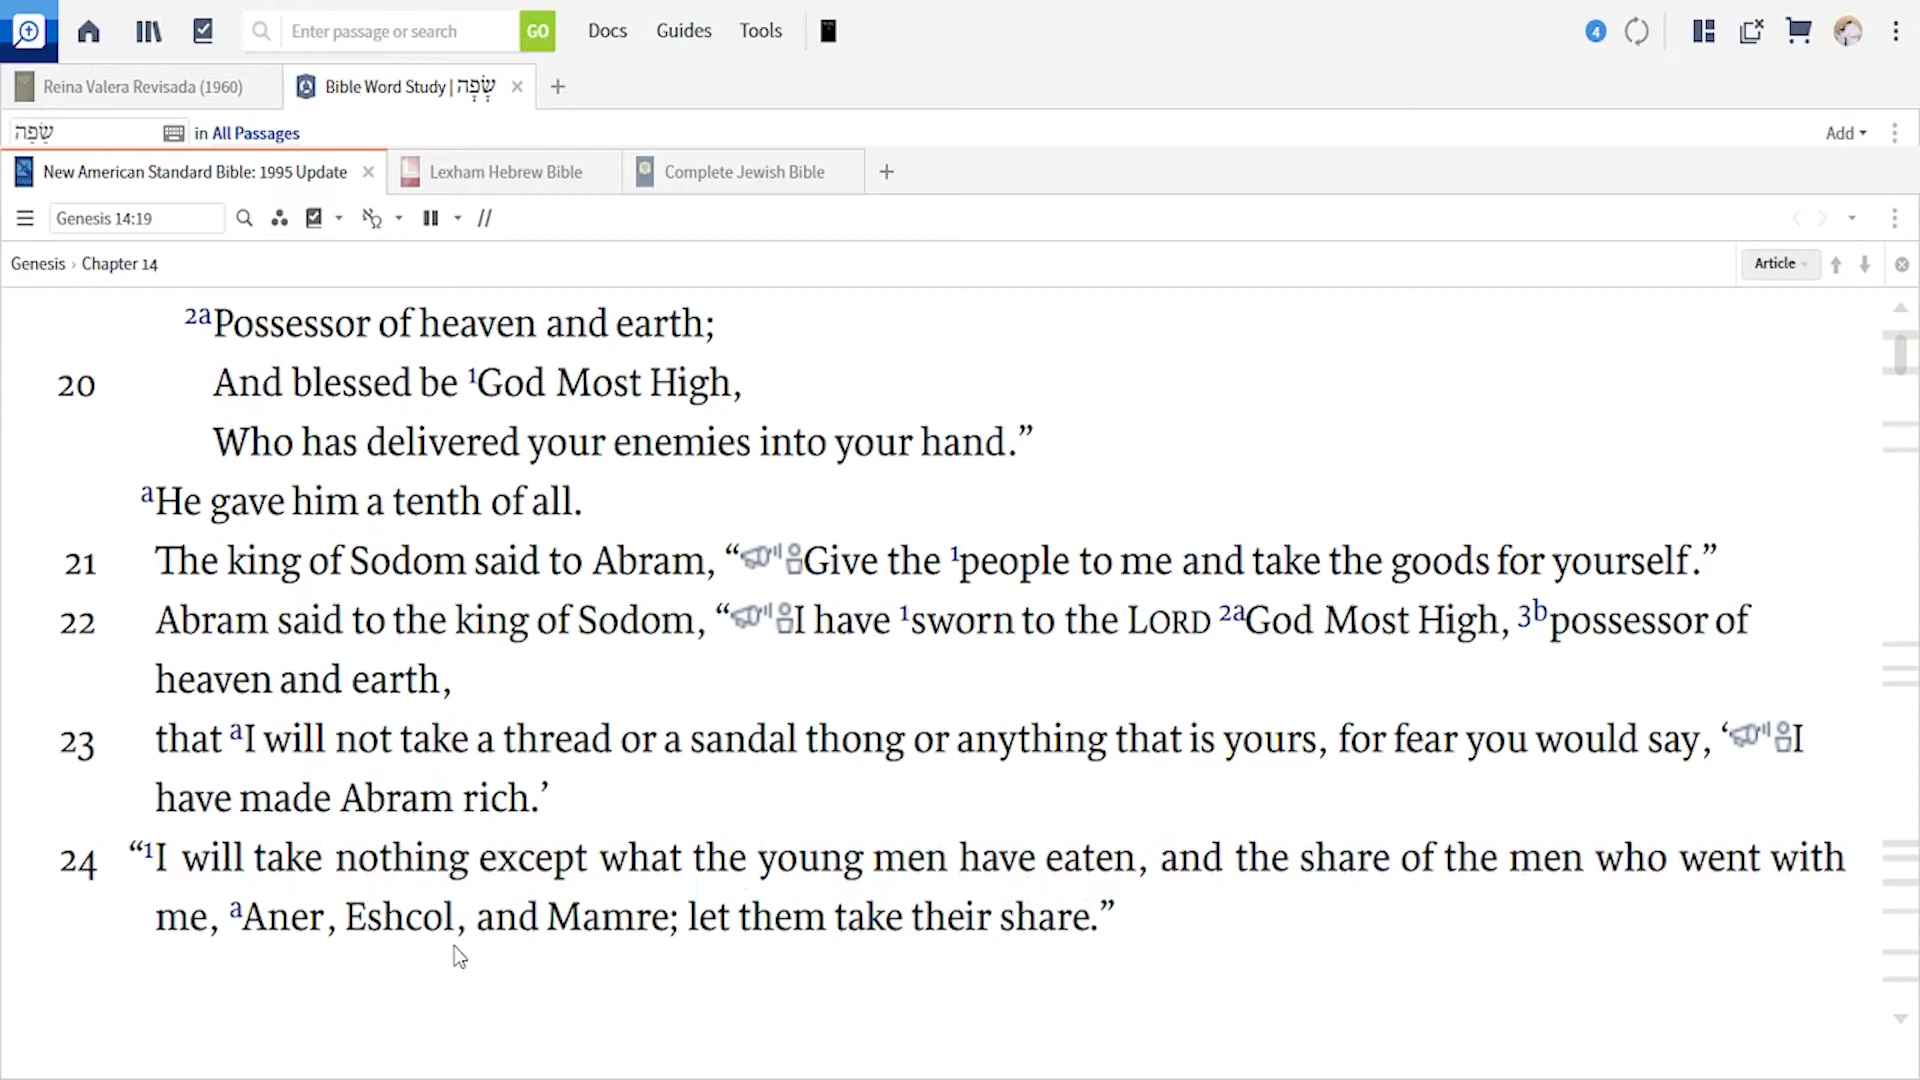 Enter passage or search GO Docs Guides Tools 4
Reina Valera Revisada (1960) Bible Word Study | שָׂפָה
שָׂפָה in All Passages Add
New American Standard Bible: 1995 Update Lexham Hebrew Bible Complete Jewish Bible
Genesis 14:19
Genesis › Chapter 14 Article
2aPossessor of heaven and earth;
20 And blessed be 1God Most High,
Who has delivered your enemies into your hand.”
aHe gave him a tenth of all.
21 The king of Sodom said to Abram, “Give the 1people to me and take the goods for yourself.”
22 Abram said to the king of Sodom, “I have 1sworn to the LORD 2aGod Most High, 3bpossessor of
heaven and earth,
23 that aI will not take a thread or a sandal thong or anything that is yours, for fear you would say, ‘I
have made Abram rich.’
24 “1I will take nothing except what the young men have eaten, and the share of the men who went with
me, aAner, Eshcol, and Mamre; let them take their share.”